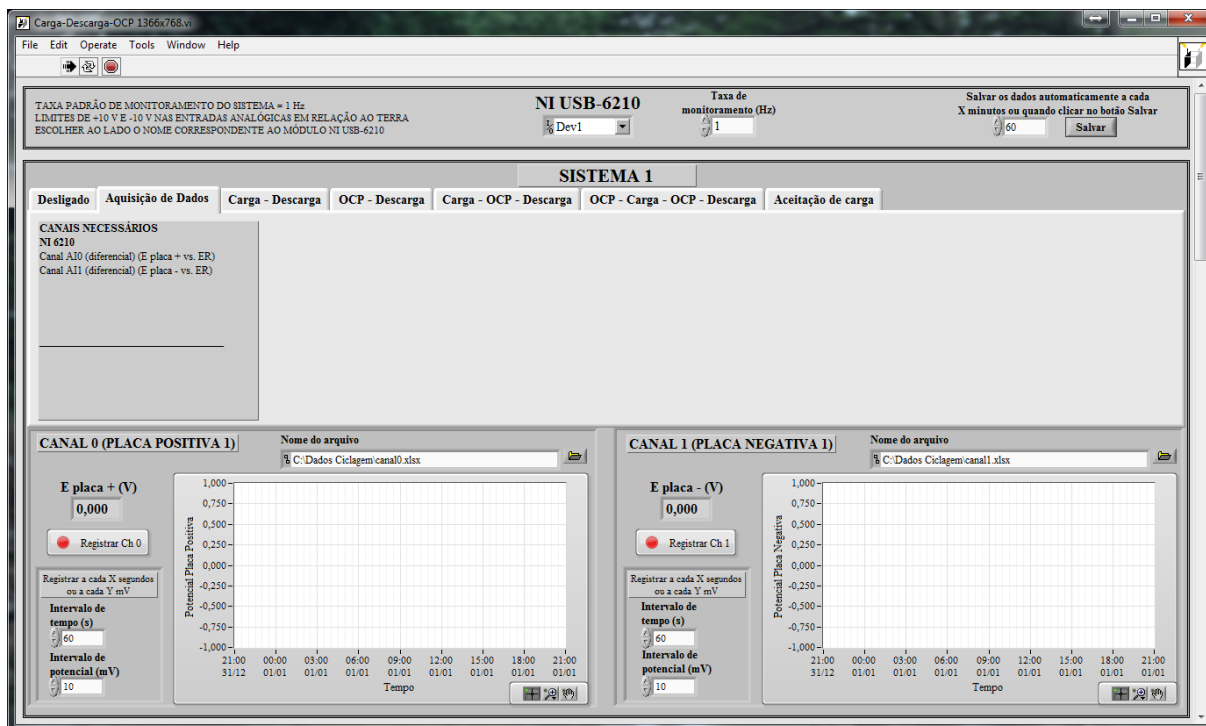 Carga-Descarga-OCP 1366x768.vi
File Edit Operate Tools Window Help
TAXA PADRÃO DE MONITORAMENTO DO SISTEMA = 1 Hz
LIMITES DE +10 V E -10 V NAS ENTRADAS ANALÓGICAS EM RELAÇÃO AO TERRA
ESCOLHER AO LADO O NOME CORRESPONDENTE AO MÓDULO NI USB-6210
NI USB-6210
Dev1
Taxa de
monitoramento (Hz)
1
Salvar os dados automaticamente a cada
X minutos ou quando clicar no botão Salvar
60 Salvar
SISTEMA 1
Desligado Aquisição de Dados Carga - Descarga OCP - Descarga Carga - OCP - Descarga OCP - Carga - OCP - Descarga Aceitação de carga
CANAIS NECESSÁRIOS
NI 6210
Canal AI0 (diferencial) (E placa + vs. ER)
Canal AI1 (diferencial) (E placa - vs. ER)
CANAL 0 (PLACA POSITIVA 1)
Nome do arquivo
C:\Dados Ciclagem\canal0.xlsx
E placa + (V)
0,000
Registrar Ch 0
Registrar a cada X segundos
ou a cada Y mV
Intervalo de
tempo (s)
60
Intervalo de
potencial (mV)
10
Potencial Placa Positiva
1,000
0,750
0,500
0,250
0,000
-0,250
-0,500
-0,750
-1,000
21:00 00:00 03:00 06:00 09:00 12:00 15:00 18:00 21:00
31/12 01/01 01/01 01/01 01/01 01/01 01/01 01/01 01/01
Tempo
CANAL 1 (PLACA NEGATIVA 1)
Nome do arquivo
C:\Dados Ciclagem\canal1.xlsx
E placa - (V)
0,000
Registrar Ch 1
Registrar a cada X segundos
ou a cada Y mV
Intervalo de
tempo (s)
60
Intervalo de
potencial (mV)
10
Potencial Placa Negativa
1,000
0,750
0,500
0,250
0,000
-0,250
-0,500
-0,750
-1,000
21:00 00:00 03:00 06:00 09:00 12:00 15:00 18:00 21:00
31/12 01/01 01/01 01/01 01/01 01/01 01/01 01/01 01/01
Tempo